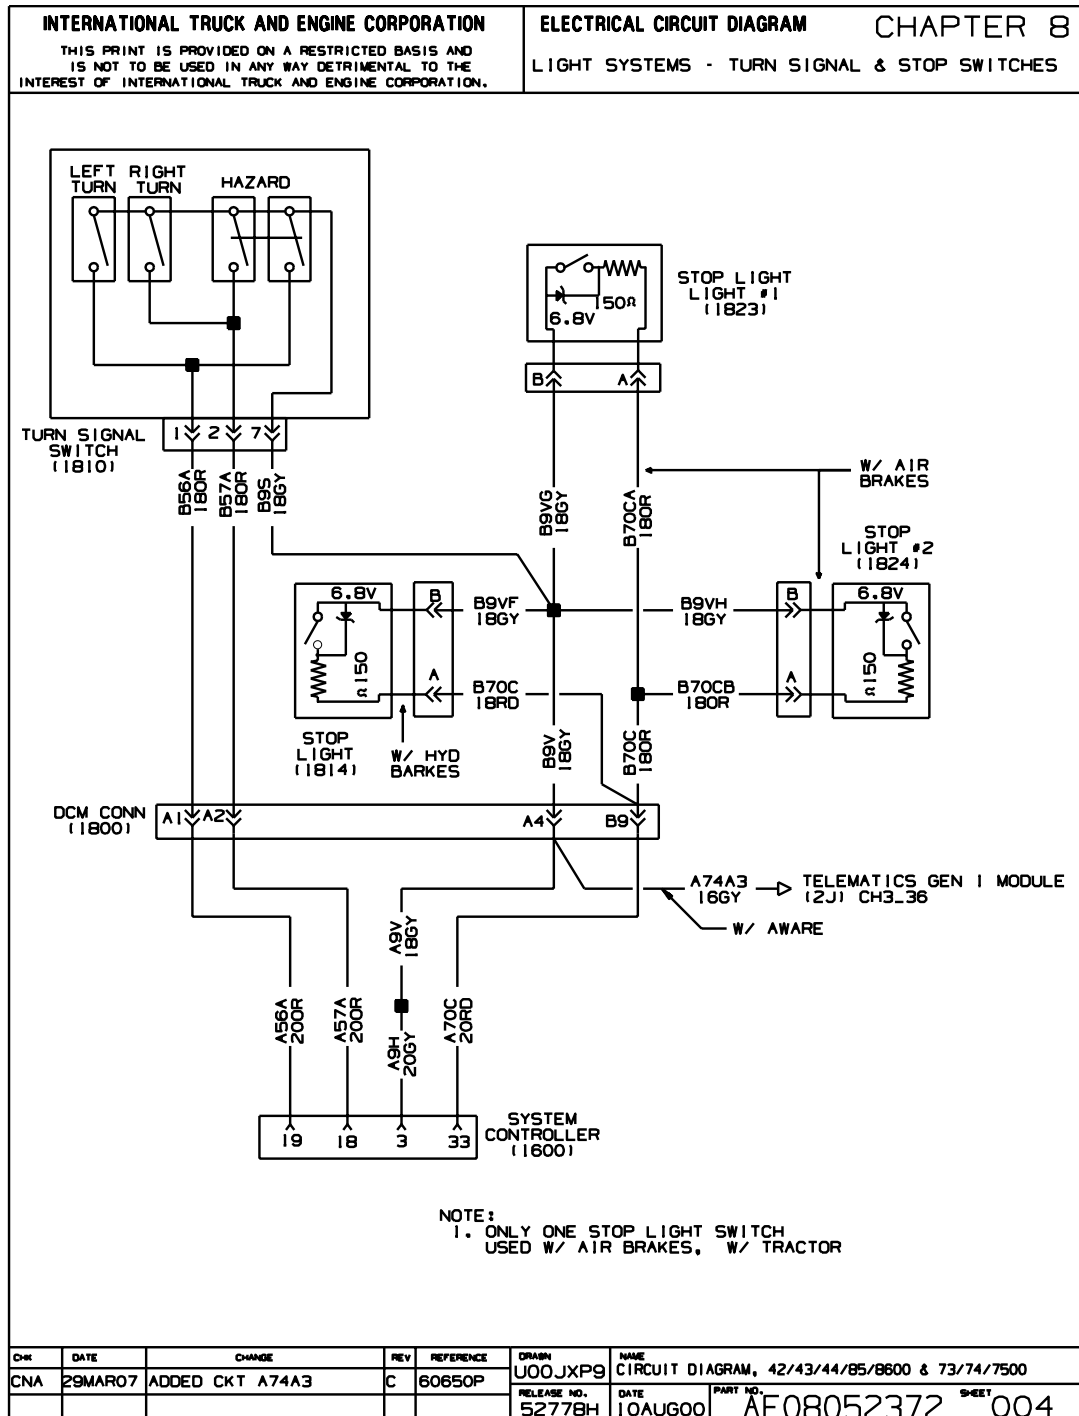 INTERNATIONAL TRUCK AND ENGINE CORPORATION
THIS PRINT IS PROVIDED ON A RESTRICTED BASIS AND
IS NOT TO BE USED IN ANY WAY DETRIMENTAL TO THE
INTEREST OF INTERNATIONAL TRUCK AND ENGINE CORPORATION.
ELECTRICAL CIRCUIT DIAGRAM
CHAPTER 8
LIGHT SYSTEMS - TURN SIGNAL & STOP SWITCHES
LEFT TURN
RIGHT TURN
HAZARD
TURN SIGNAL
SWITCH
(1810)
1
2
7
B56A
18OR
B57A
18OR
B9S
18GY
150Ω
6.8V
STOP LIGHT
LIGHT #1
(1823)
B
A
B9VG
18GY
B70CA
18OR
W/ AIR
BRAKES
STOP
LIGHT #2
(1824)
6.8V
B
B9VF
18GY
B9VH
18GY
B
6.8V
Ω150
A
B70C
18RD
B70CB
18OR
A
Ω150
STOP
LIGHT
(1814)
W/ HYD
BARKES
B9V
18GY
B70C
18OR
DCM CONN
(1800)
A1
A2
A4
B9
A74A3
16GY
TELEMATICS GEN 1 MODULE
(2J) CH3_36
W/ AWARE
A9V
18GY
A56A
20OR
A57A
20OR
A9H
20GY
A70C
20RD
19
18
3
33
SYSTEM
CONTROLLER
(1600)
NOTE:
1. ONLY ONE STOP LIGHT SWITCH
USED W/ AIR BRAKES, W/ TRACTOR
CHK
DATE
CHANGE
REV
REFERENCE
CNA
29MAR07
ADDED CKT A74A3
C
60650P
DRAWN
U00JXP9
NAME
CIRCUIT DIAGRAM, 42/43/44/85/8600 & 73/74/7500
RELEASE NO.
52778H
DATE
10AUG00
PART NO.
AE08052372
SHEET
004